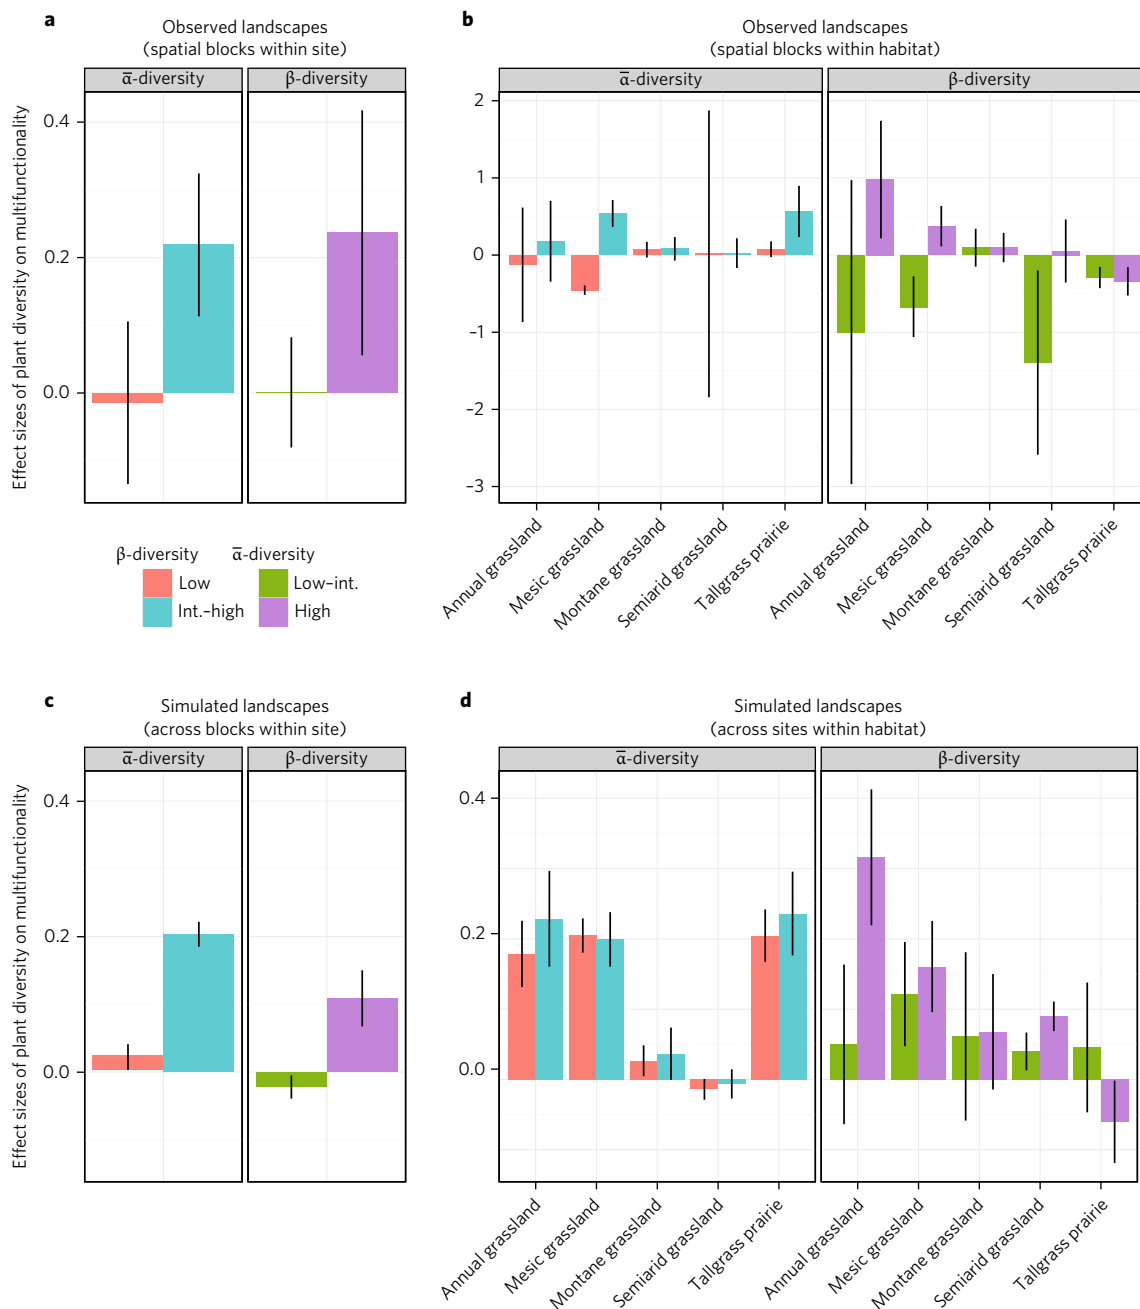 a
Observed landscapes
(spatial blocks within site)
ᾱ-diversity
β-diversity
Effect sizes of plant diversity on multifunctionality
0.4
0.2
0.0
β-diversity
ᾱ-diversity
Low
Low–int.
Int.–high
High
b
Observed landscapes
(spatial blocks within habitat)
ᾱ-diversity
β-diversity
2
1
0
−1
−2
−3
Annual grassland
Mesic grassland
Montane grassland
Semiarid grassland
Tallgrass prairie
Annual grassland
Mesic grassland
Montane grassland
Semiarid grassland
Tallgrass prairie
c
Simulated landscapes
(across blocks within site)
ᾱ-diversity
β-diversity
Effect sizes of plant diversity on multifunctionality
0.4
0.2
0.0
d
Simulated landscapes
(across sites within habitat)
ᾱ-diversity
β-diversity
0.4
0.2
0.0
Annual grassland
Mesic grassland
Montane grassland
Semiarid grassland
Tallgrass prairie
Annual grassland
Mesic grassland
Montane grassland
Semiarid grassland
Tallgrass prairie